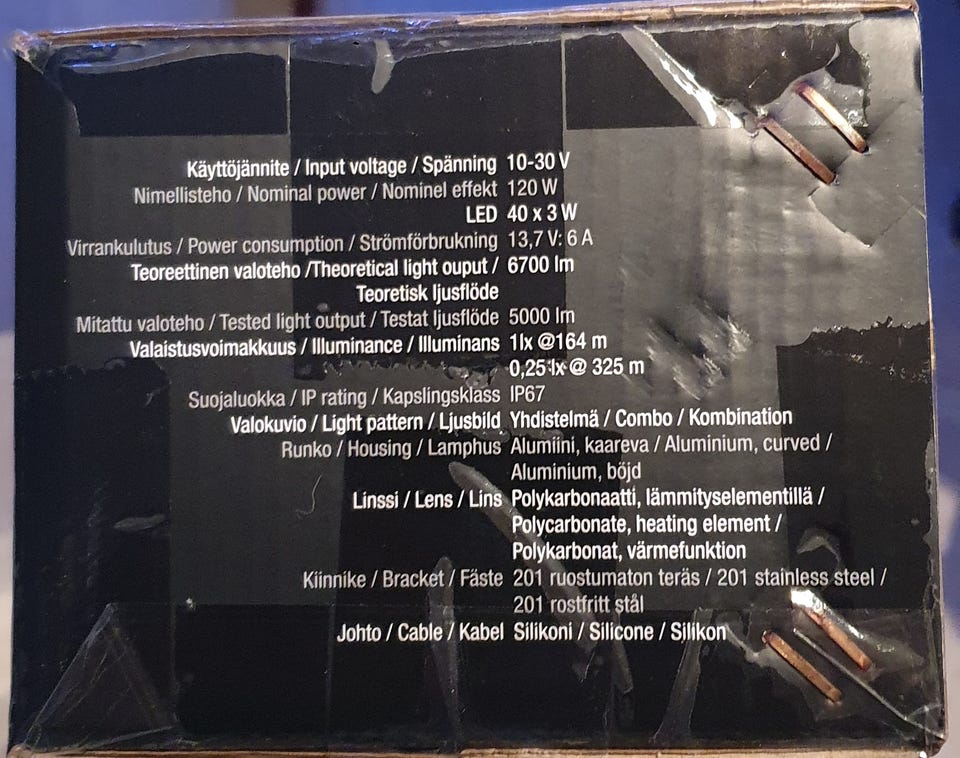 Käyttöjännite / Input voltage / Spänning 10-30 V
Nimellisteho / Nominal power / Nominel effekt 120 W
LED 40 x 3 W
Virrankulutus / Power consumption / Strömförbrukning 13,7 V: 6 A
Teoreettinen valoteho /Theoretical light ouput / 6700 lm
Teoretisk ljusflöde
Mitattu valoteho / Tested light output / Testat ljusflöde 5000 lm
Valaistusvoimakkuus / Illuminance / Illuminans 1lx @164 m
0,25 lx @ 325 m
Suojaluokka / IP rating / Kapslingsklass IP67
Valokuvio / Light pattern / Ljusbild Yhdistelmä / Combo / Kombination
Runko / Housing / Lamphus Alumiini, kaareva / Aluminium, curved /
Aluminium, böjd
Linssi / Lens / Lins Polykarbonaatti, lämmityselementillä /
Polycarbonate, heating element /
Polykarbonat, värmefunktion
Kiinnike / Bracket / Fäste 201 ruostumaton teräs / 201 stainless steel /
201 rostfritt stål
Johto / Cable / Kabel Silikoni / Silicone / Silikon